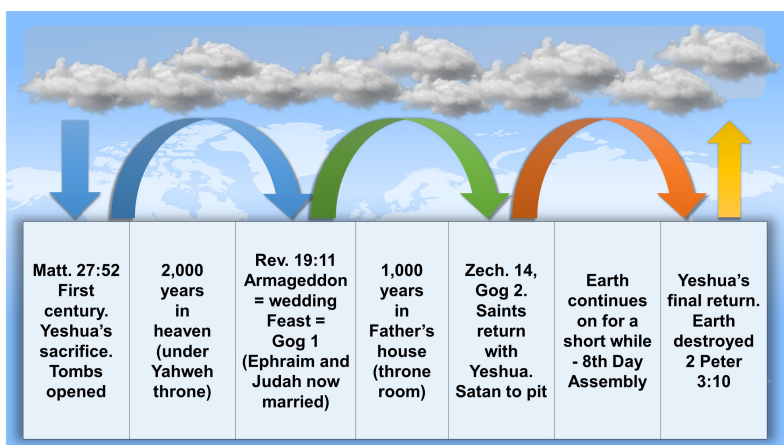 Matt. 27:52
First
century.
Yeshua's
sacrifice.
Tombs
opened
2,000
years
in
heaven
(under
Yahweh
throne)
Rev. 19:11
Armageddon
= wedding
Feast =
Gog 1
(Ephraim and
Judah now
married)
1,000
years
in
Father's
house
(throne
room)
Zech. 14,
Gog 2.
Saints
return
with
Yeshua.
Satan to pit
Earth
continues
on for a
short while
- 8th Day
Assembly
Yeshua's
final return.
Earth
destroyed
2 Peter
3:10